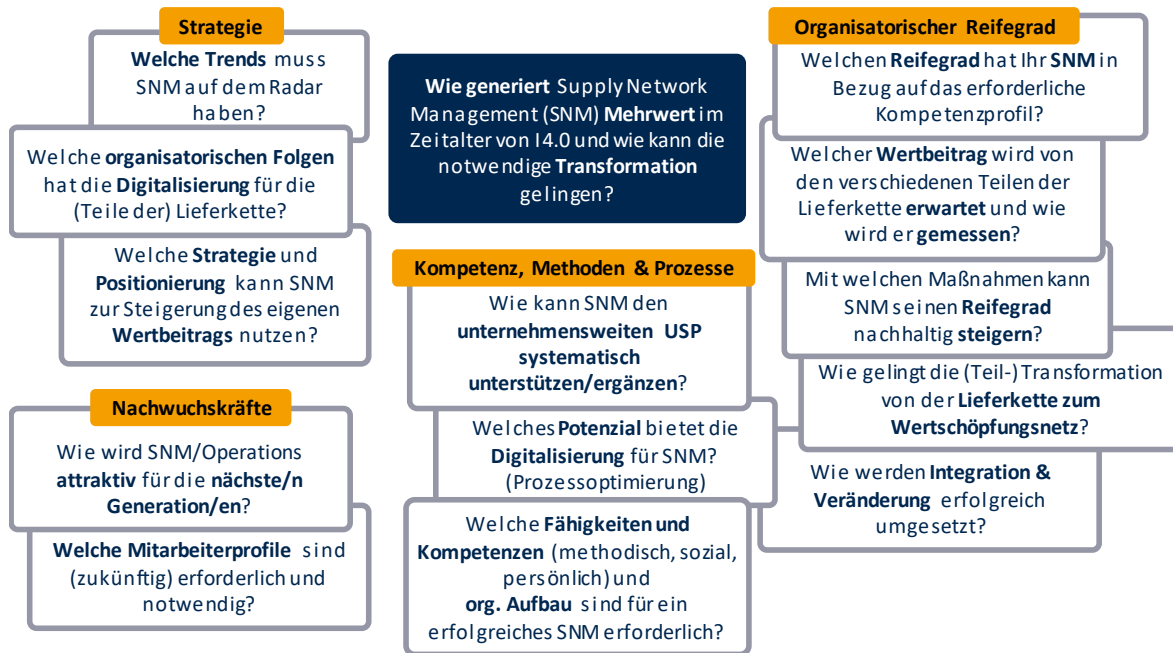 Strategie
Welche Trends muss
SNM auf dem Radar
haben?
Welche organisatorischen Folgen
hat die Digitalisierung für die
(Teile der) Lieferkette?
Welche Strategie und
Positionierung kann SNM
zur Steigerung des eigenen
Wertbeitrags nutzen?
Nachwuchskräfte
Wie wird SNM/Operations
attraktiv für die nächste/n
Generation/en?
Welche Mitarbeiterprofile sind
(zukünftig) erforderlich und
notwendig?
Wie generiert Supply Network
Management (SNM) Mehrwert im
Zeitalter von I4.0 und wie kann die
notwendige Transformation
gelingen?
Kompetenz, Methoden & Prozesse
Wie kann SNM den
unternehmensweiten USP
systematisch
unterstützen/ergänzen?
Welches Potenzial bietet die
Digitalisierung für SNM?
(Prozessoptimierung)
Welche Fähigkeiten und
Kompetenzen (methodisch, sozial,
persönlich) und
org. Aufbau sind für ein
erfolgreiches SNM erforderlich?
Organisatorischer Reifegrad
Welchen Reifegrad hat Ihr SNM in
Bezug auf das erforderliche
Kompetenzprofil?
Welcher Wertbeitrag wird von
den verschiedenen Teilen der
Lieferkette erwartet und wie
wird er gemessen?
Mit welchen Maßnahmen kann
SNM seinen Reifegrad
nachhaltig steigern?
Wie gelingt die (Teil-) Transformation
von der Lieferkette zum
Wertschöpfungsnetz?
Wie werden Integration &
Veränderung erfolgreich
umgesetzt?